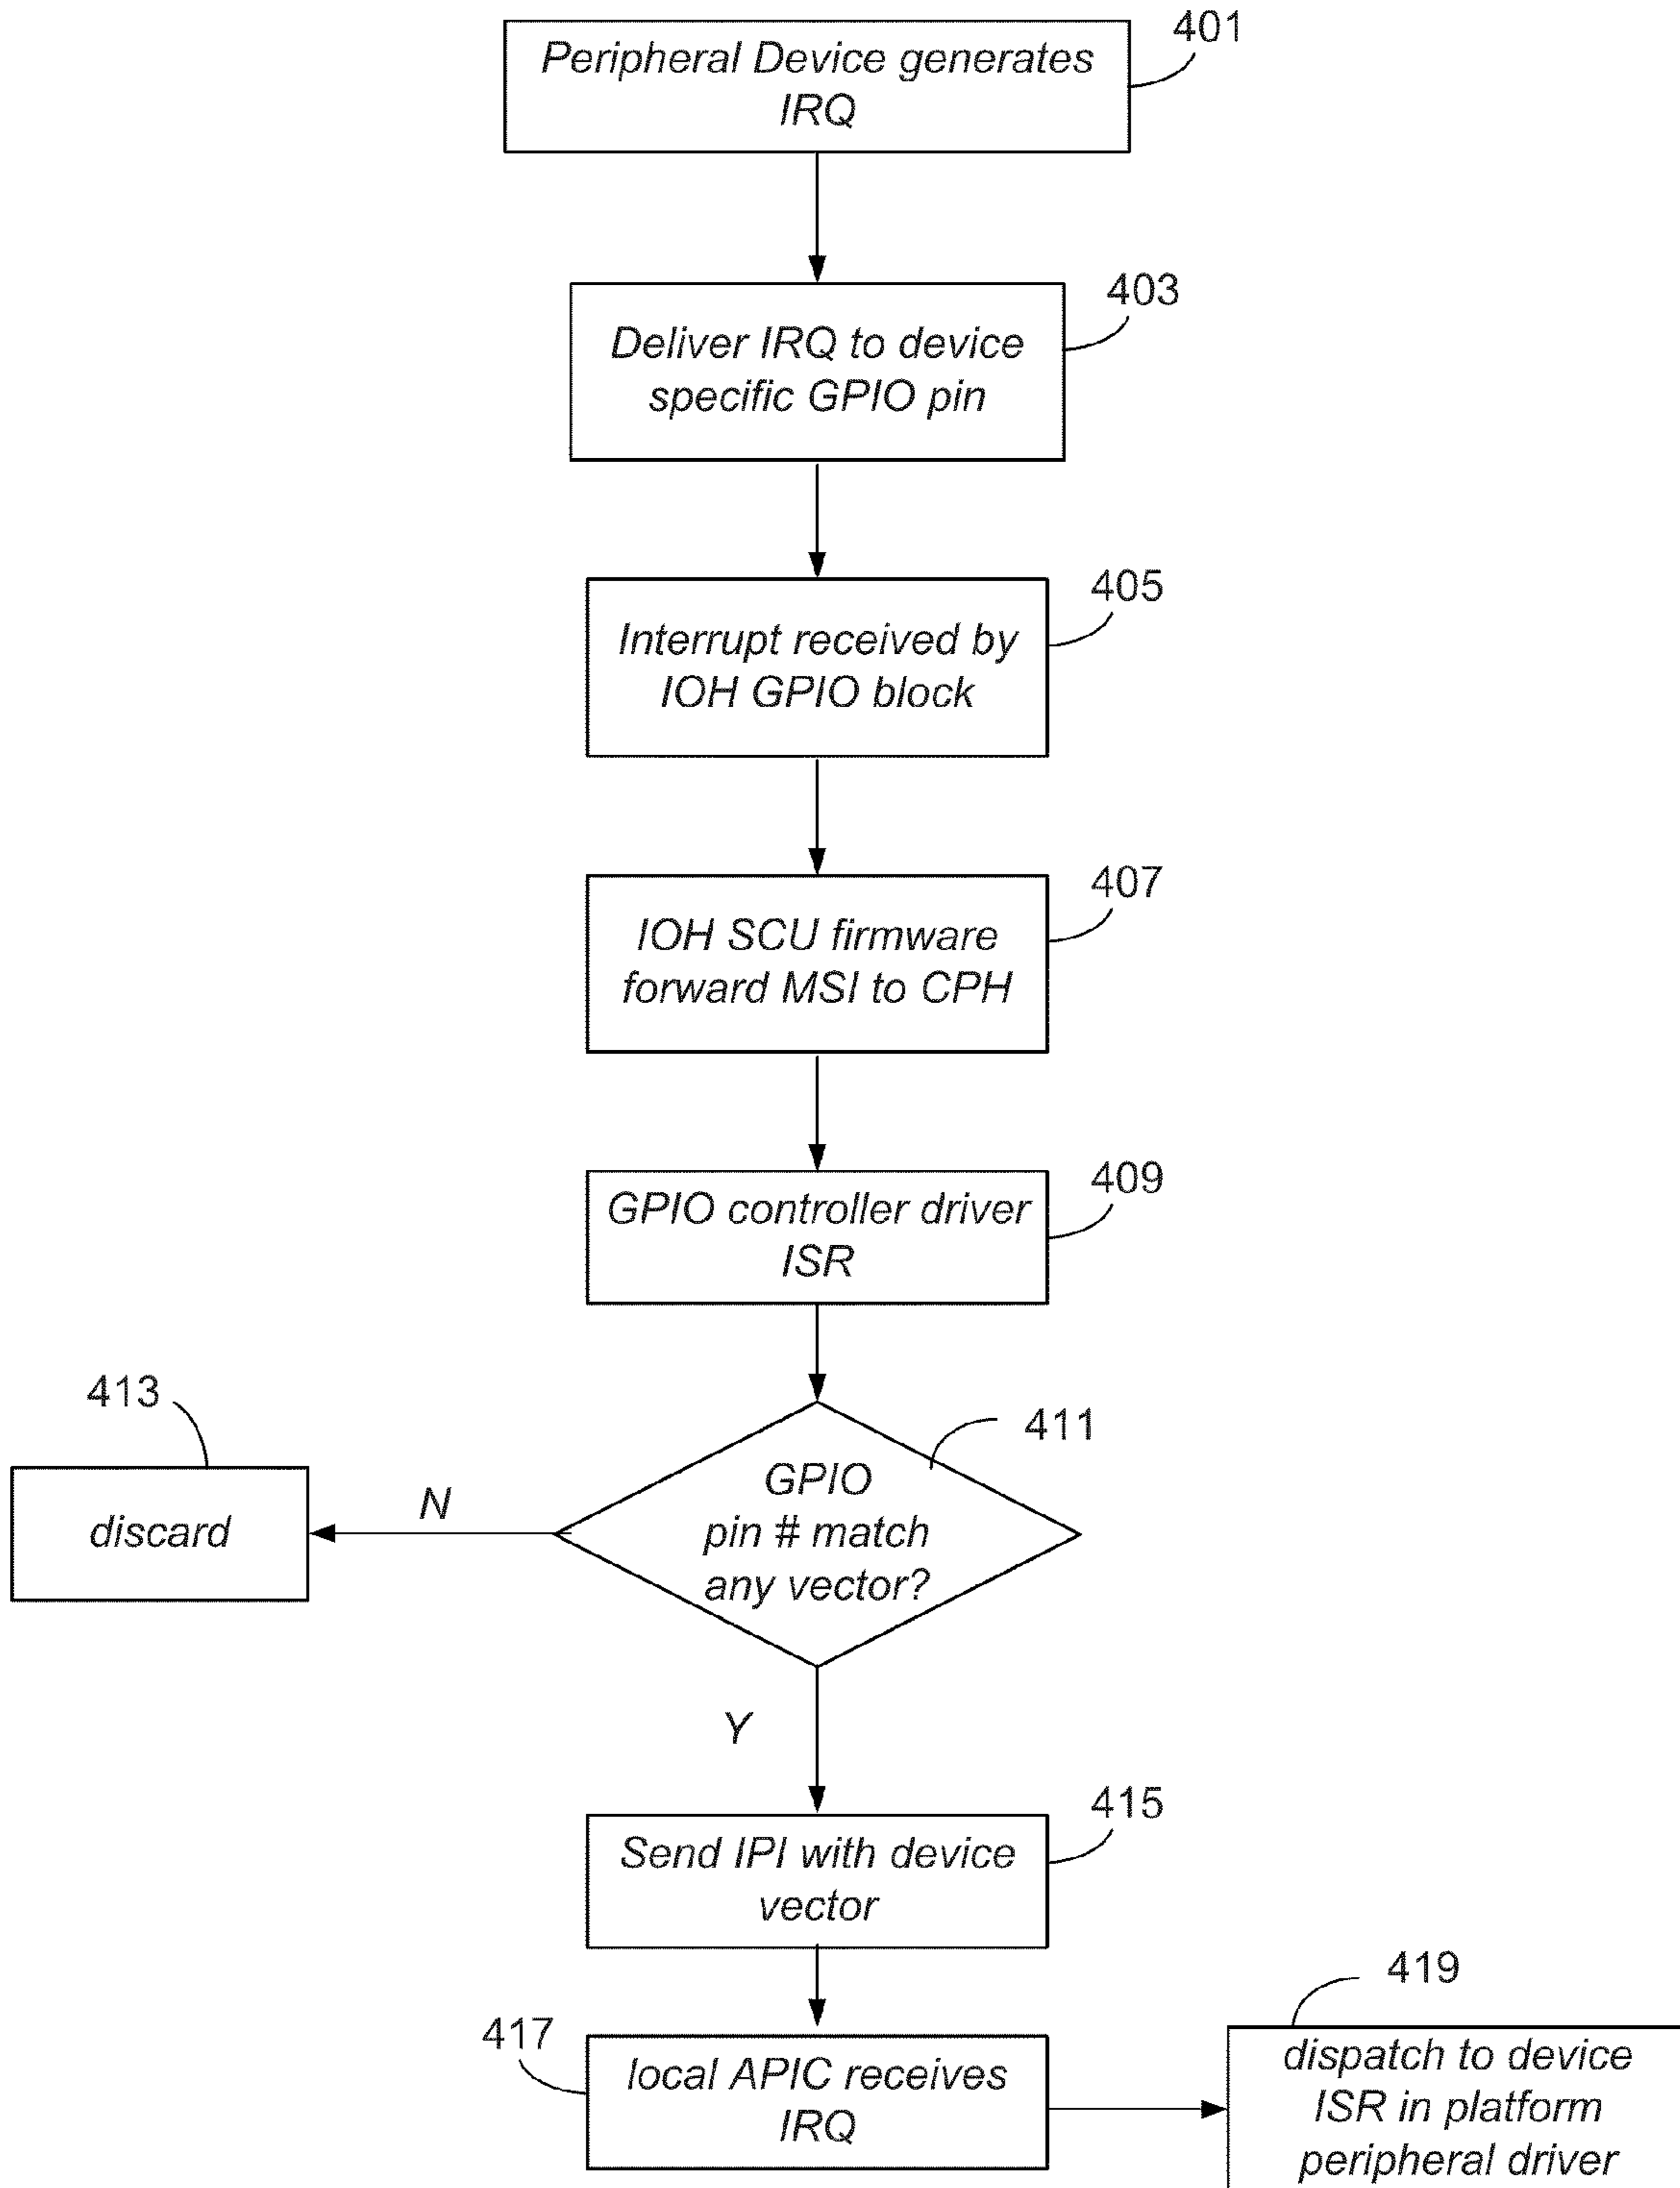 401
Peripheral Device generates
IRQ
403
Deliver IRQ to device
specific GPIO pin
405
Interrupt received by
IOH GPIO block
407
IOH SCU firmware
forward MSI to CPH
409
GPIO controller driver
ISR
413
411
discard
N
GPIO
pin # match
any vector?
Y
415
Send IPI with device
vector
417
local APIC receives
IRQ
419
dispatch to device
ISR in platform
peripheral driver